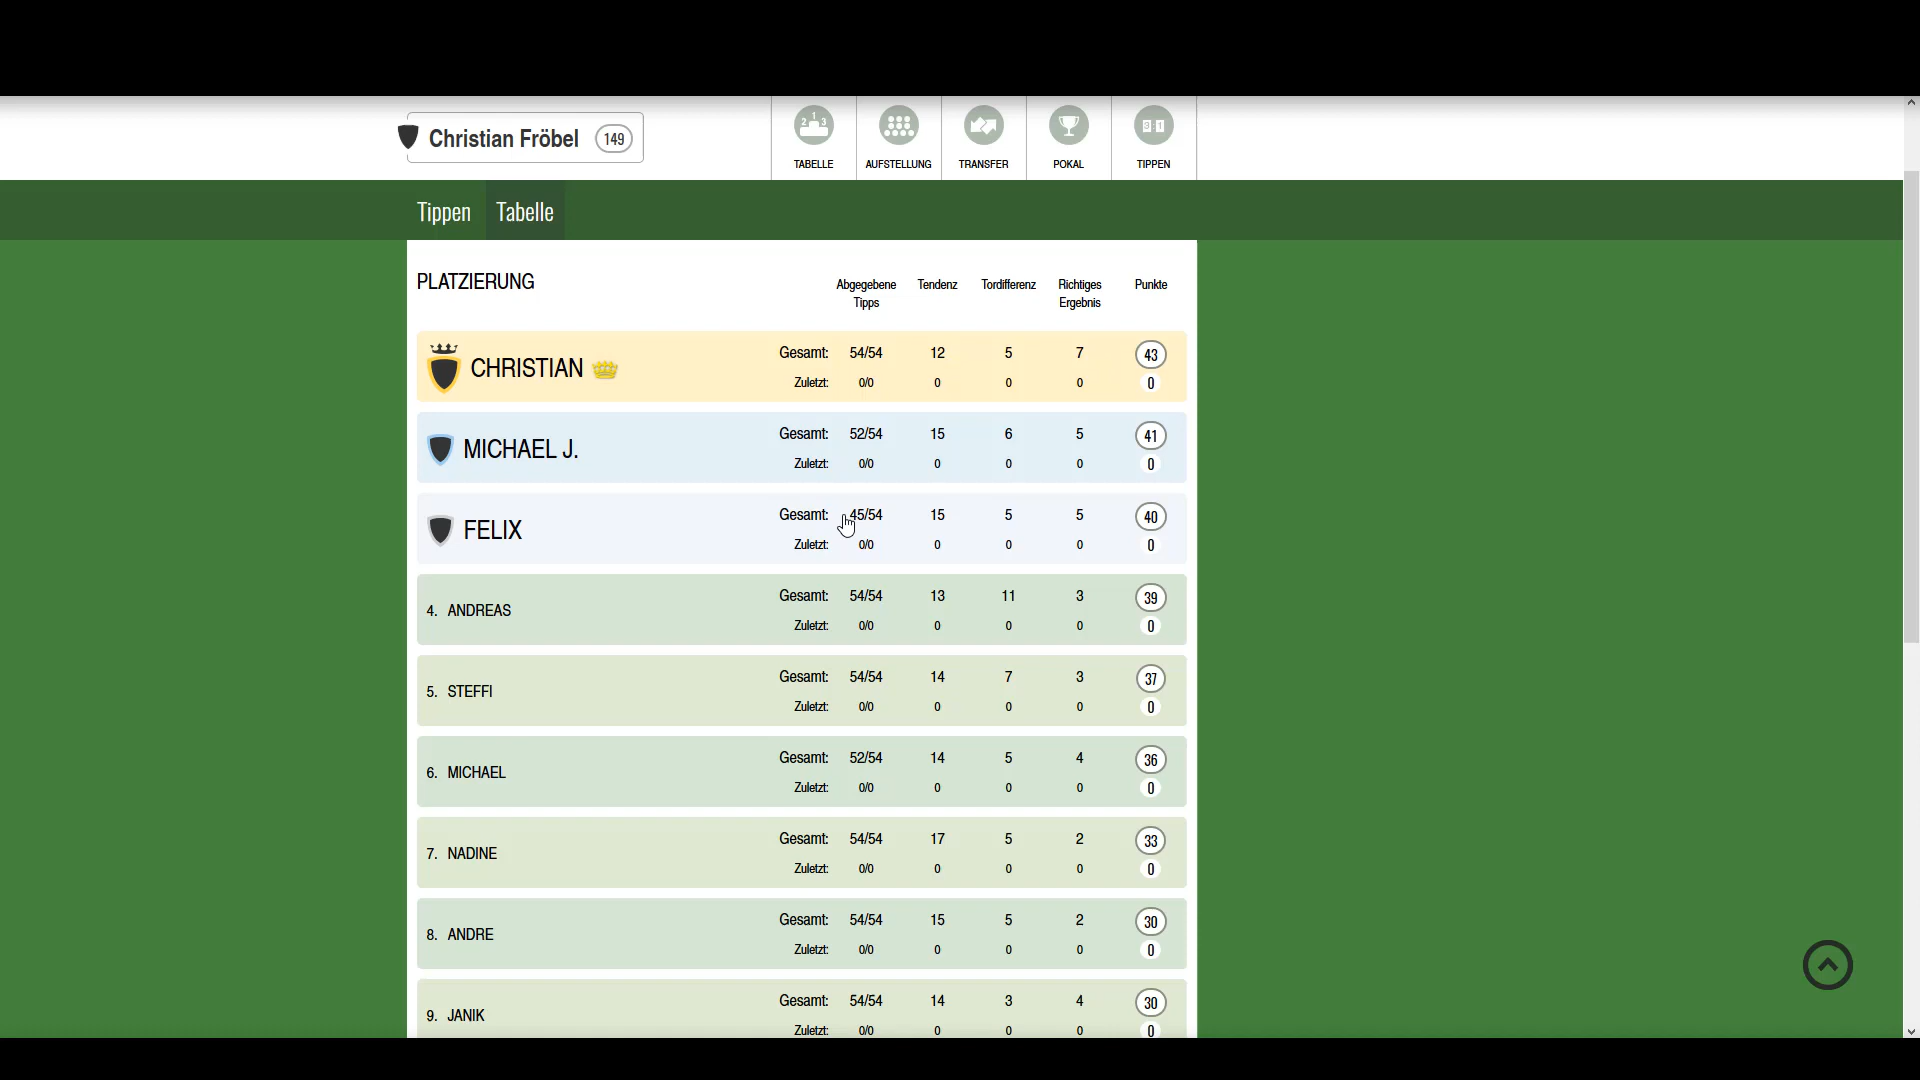 Christian Fröbel 149
1 2 3
3 1
TABELLE AUFSTELLUNG TRANSFER POKAL TIPPEN
Tippen Tabelle
PLATZIERUNG Abgegebene Tipps Tendenz Tordifferenz Richtiges Ergebnis Punkte
CHRISTIAN
Gesamt: 54/54 12 5 7 43
Zuletzt: 0/0 0 0 0 0
MICHAEL J.
Gesamt: 52/54 15 6 5 41
Zuletzt: 0/0 0 0 0 0
FELIX
Gesamt: 45/54 15 5 5 40
Zuletzt: 0/0 0 0 0 0
4. ANDREAS
Gesamt: 54/54 13 11 3 39
Zuletzt: 0/0 0 0 0 0
5. STEFFI
Gesamt: 54/54 14 7 3 37
Zuletzt: 0/0 0 0 0 0
6. MICHAEL
Gesamt: 52/54 14 5 4 36
Zuletzt: 0/0 0 0 0 0
7. NADINE
Gesamt: 54/54 17 5 2 33
Zuletzt: 0/0 0 0 0 0
8. ANDRE
Gesamt: 54/54 15 5 2 30
Zuletzt: 0/0 0 0 0 0
9. JANIK
Gesamt: 54/54 14 3 4 30
Zuletzt: 0/0 0 0 0 0